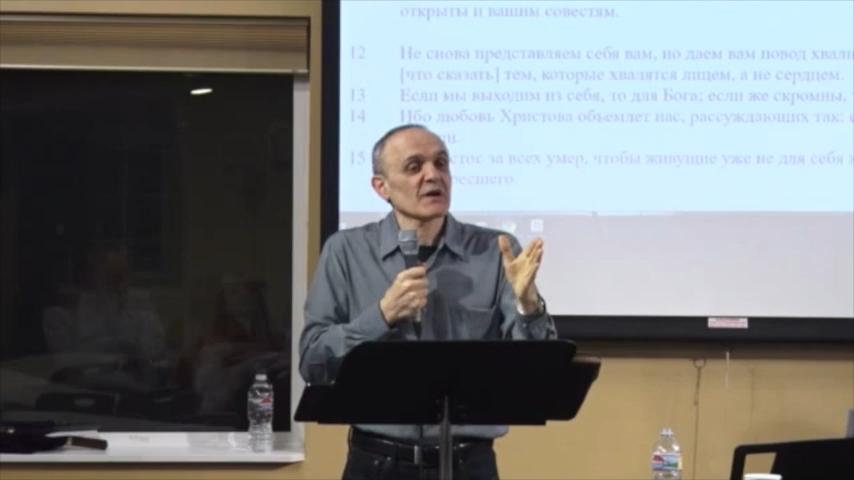 открыты и вашим совестям.
12 Не снова представляем себя вам, но даем вам повод хвали
[что сказать] тем, которые хвалятся лицем, а не сердцем.
13 Если мы выходим из себя, то для Бога; если же скромны,
14 Ибо любовь Христова объемлет нас, рассуждающих так:
15 за всех умер, чтобы живущие уже не для себя